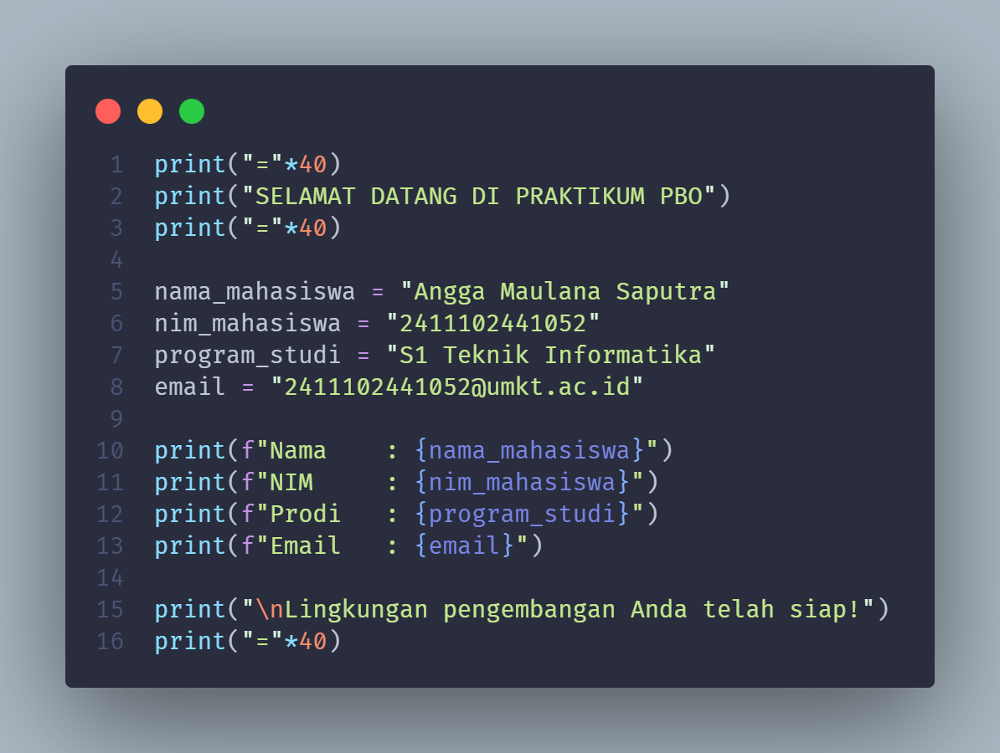 1 print("="*40)
2 print("SELAMAT DATANG DI PRAKTIKUM PBO")
3 print("="*40)
4
5 nama_mahasiswa = "Angga Maulana Saputra"
6 nim_mahasiswa = "2411102441052"
7 program_studi = "S1 Teknik Informatika"
8 email = "2411102441052@umkt.ac.id"
9
10 print(f"Nama    : {nama_mahasiswa}")
11 print(f"NIM     : {nim_mahasiswa}")
12 print(f"Prodi   : {program_studi}")
13 print(f"Email   : {email}")
14
15 print("\nLingkungan pengembangan Anda telah siap!")
16 print("="*40)